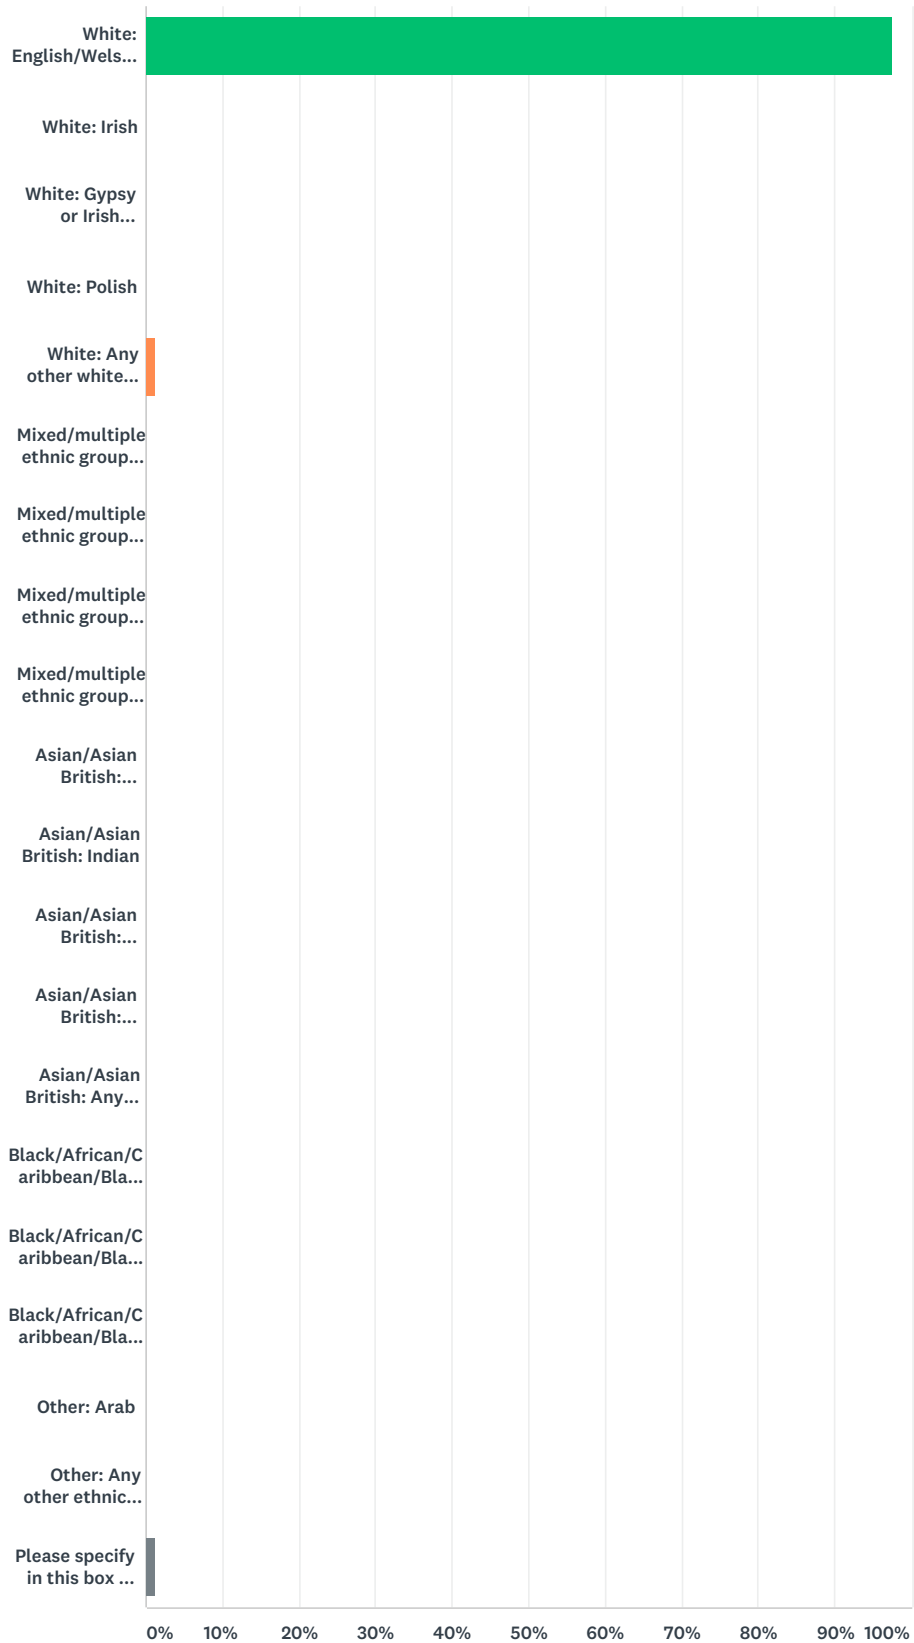 White:
English/Wels...
White: Irish
White: Gypsy
or Irish...
White: Polish
White: Any
other white...
Mixed/multiple
ethnic group...
Mixed/multiple
ethnic group...
Mixed/multiple
ethnic group...
Mixed/multiple
ethnic group...
Asian/Asian
British:...
Asian/Asian
British: Indian
Asian/Asian
British:...
Asian/Asian
British:...
Asian/Asian
British: Any...
Black/African/C
aribbean/Bla...
Black/African/C
aribbean/Bla...
Black/African/C
aribbean/Bla...
Other: Arab
Other: Any
other ethnic...
Please specify
in this box ...
0% 10% 20% 30% 40% 50% 60% 70% 80% 90% 100%